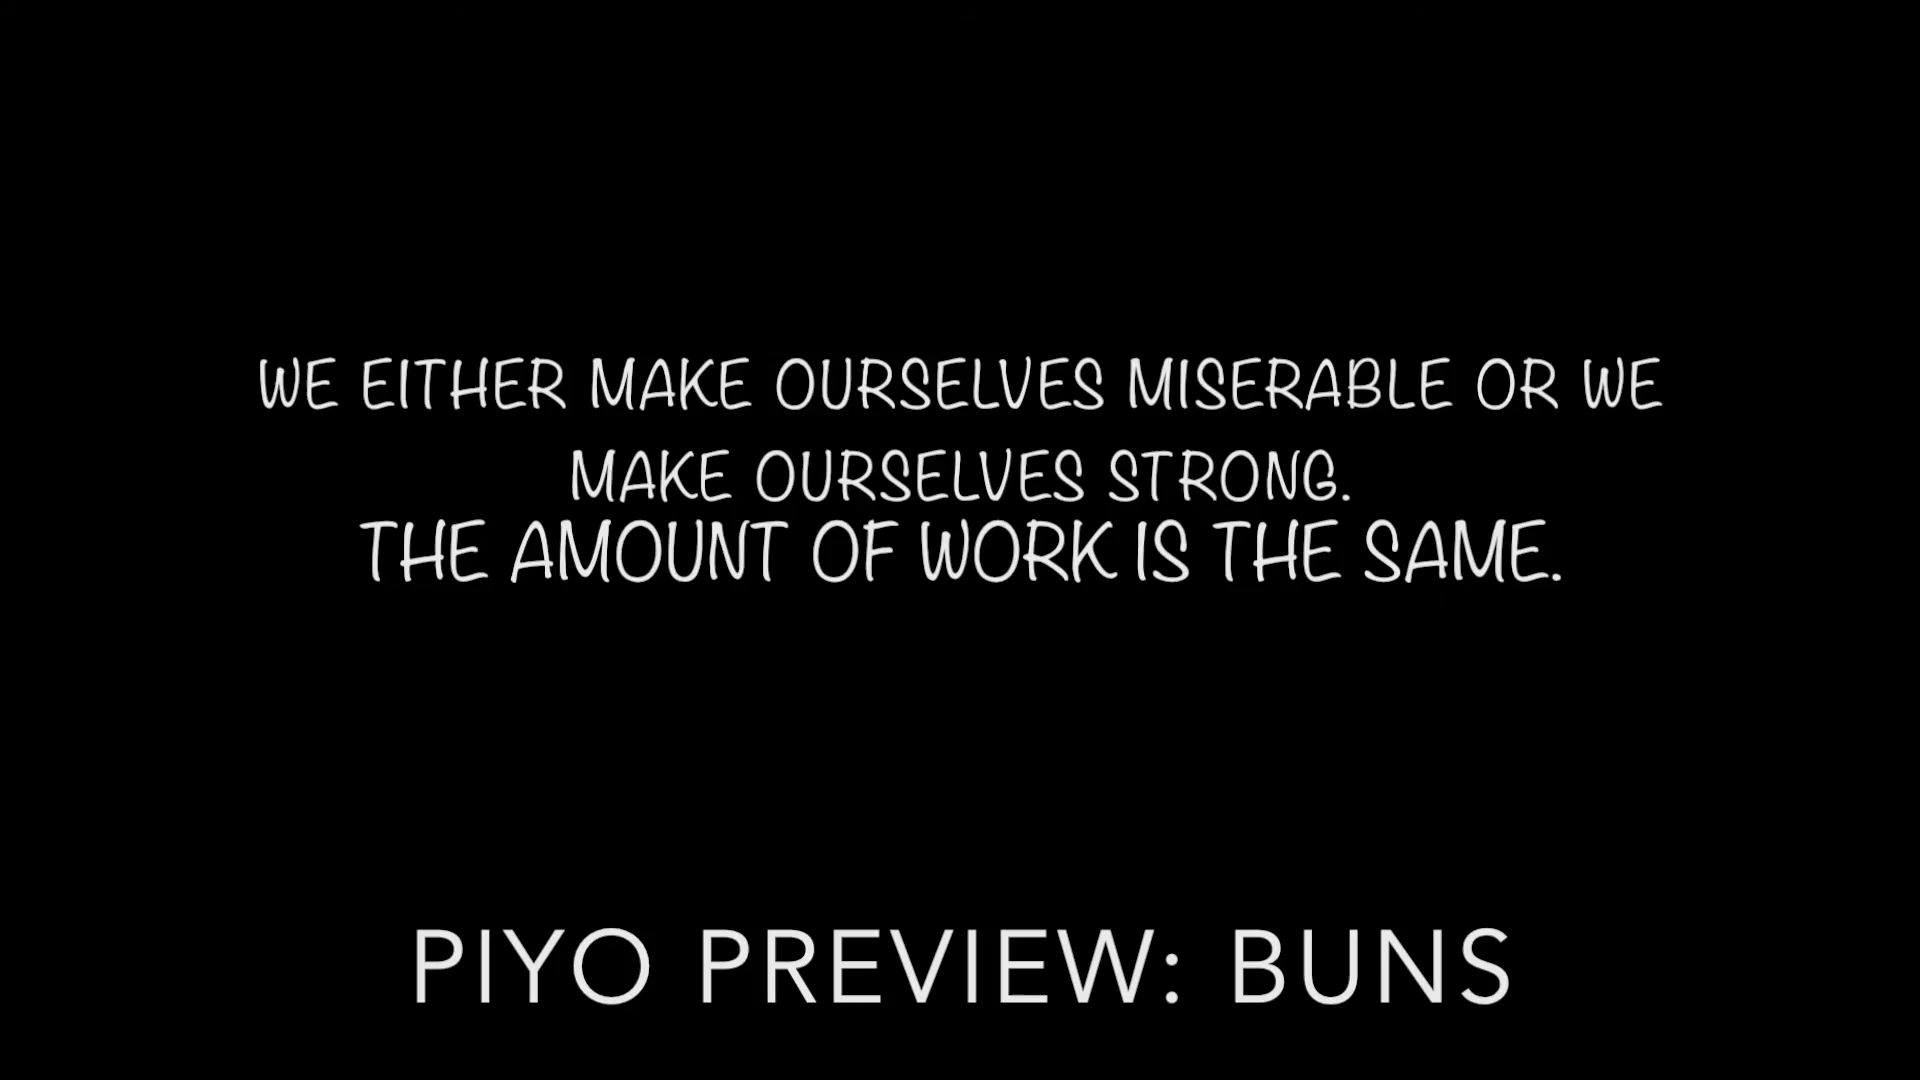 WE EITHER MAKE OURSELVES MISERABLE OR WE
MAKE OURSELVES STRONG.
THE AMOUNT OF WORK IS THE SAME.
PIYO PREVIEW: BUNS